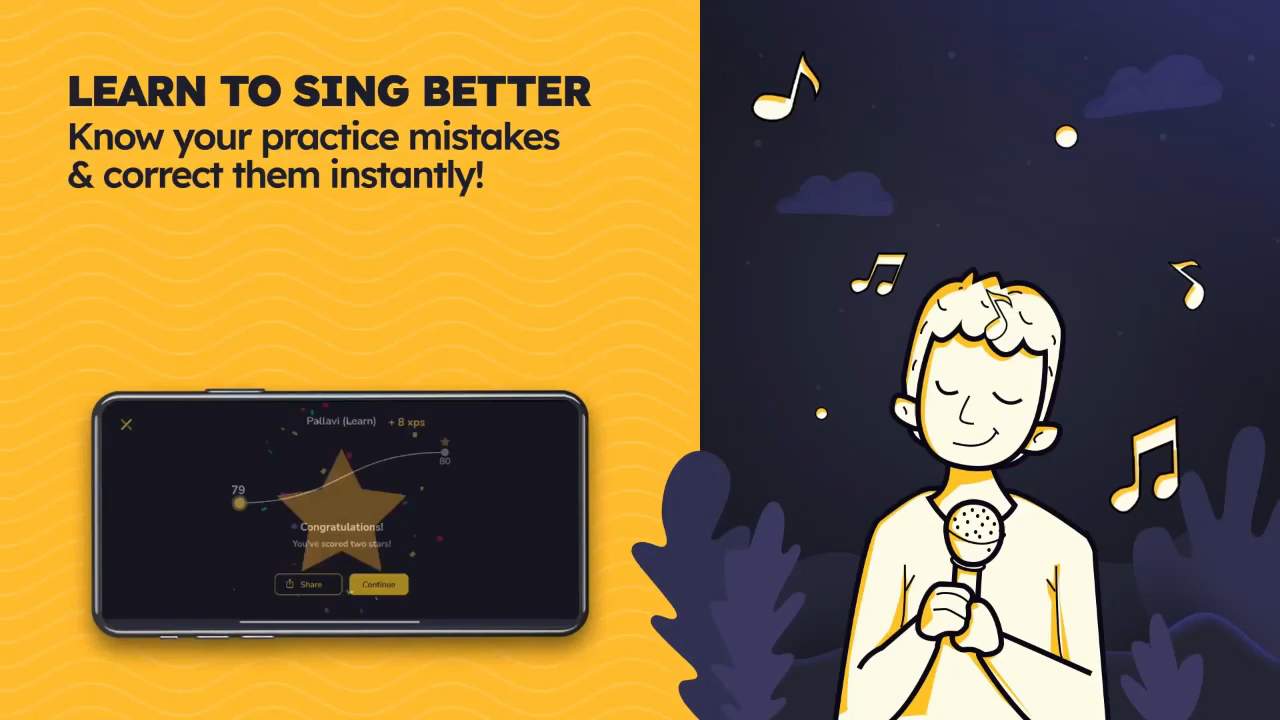 LEARN TO SING BETTER
Know your practice mistakes
& correct them instantly!
Pallavi (Learn) + 8 xps
80
79
Congratulations!
You've scored two stars!
Share Continue